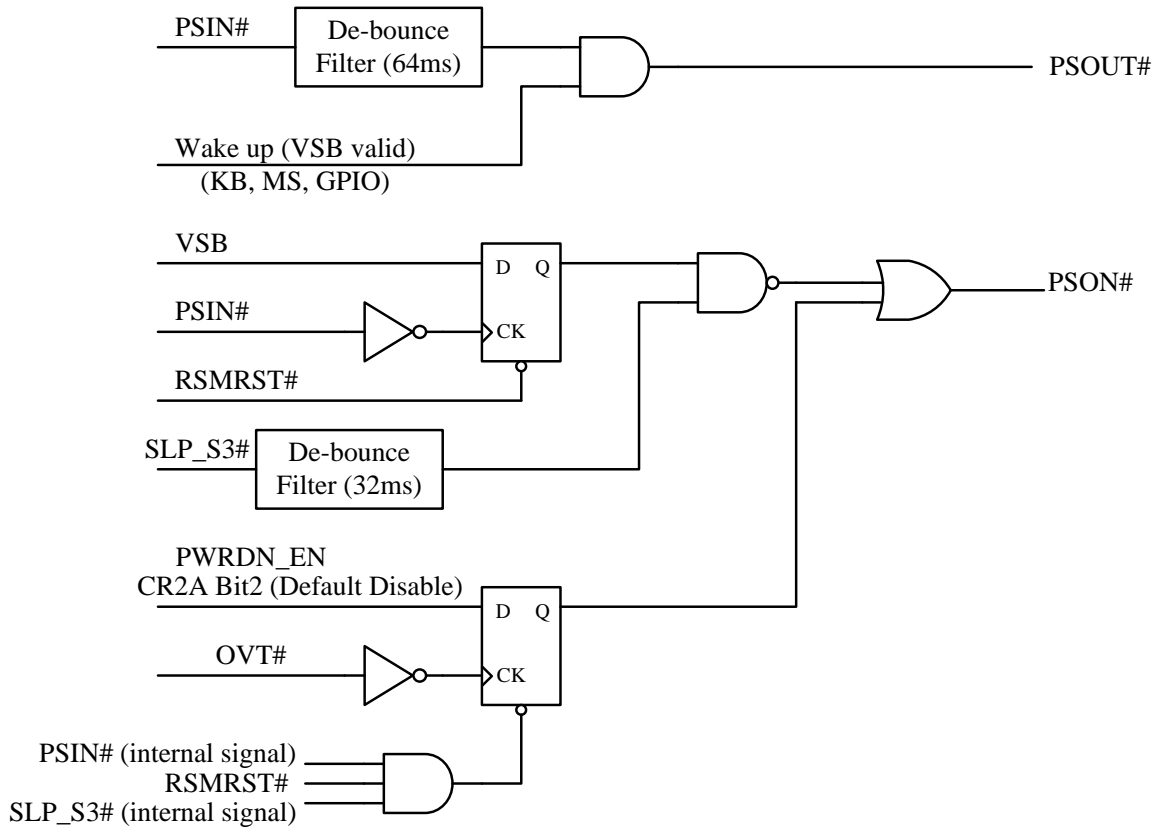 PSIN#
De-bounce
Filter (64ms)
PSOUT#
Wake up (VSB valid)
(KB, MS, GPIO)
VSB
D Q
PSIN#
CK
PSON#
RSMRST#
SLP_S3#
De-bounce
Filter (32ms)
PWRDN_EN
CR2A Bit2 (Default Disable)
D Q
OVT#
CK
PSIN# (internal signal)
RSMRST#
SLP_S3# (internal signal)